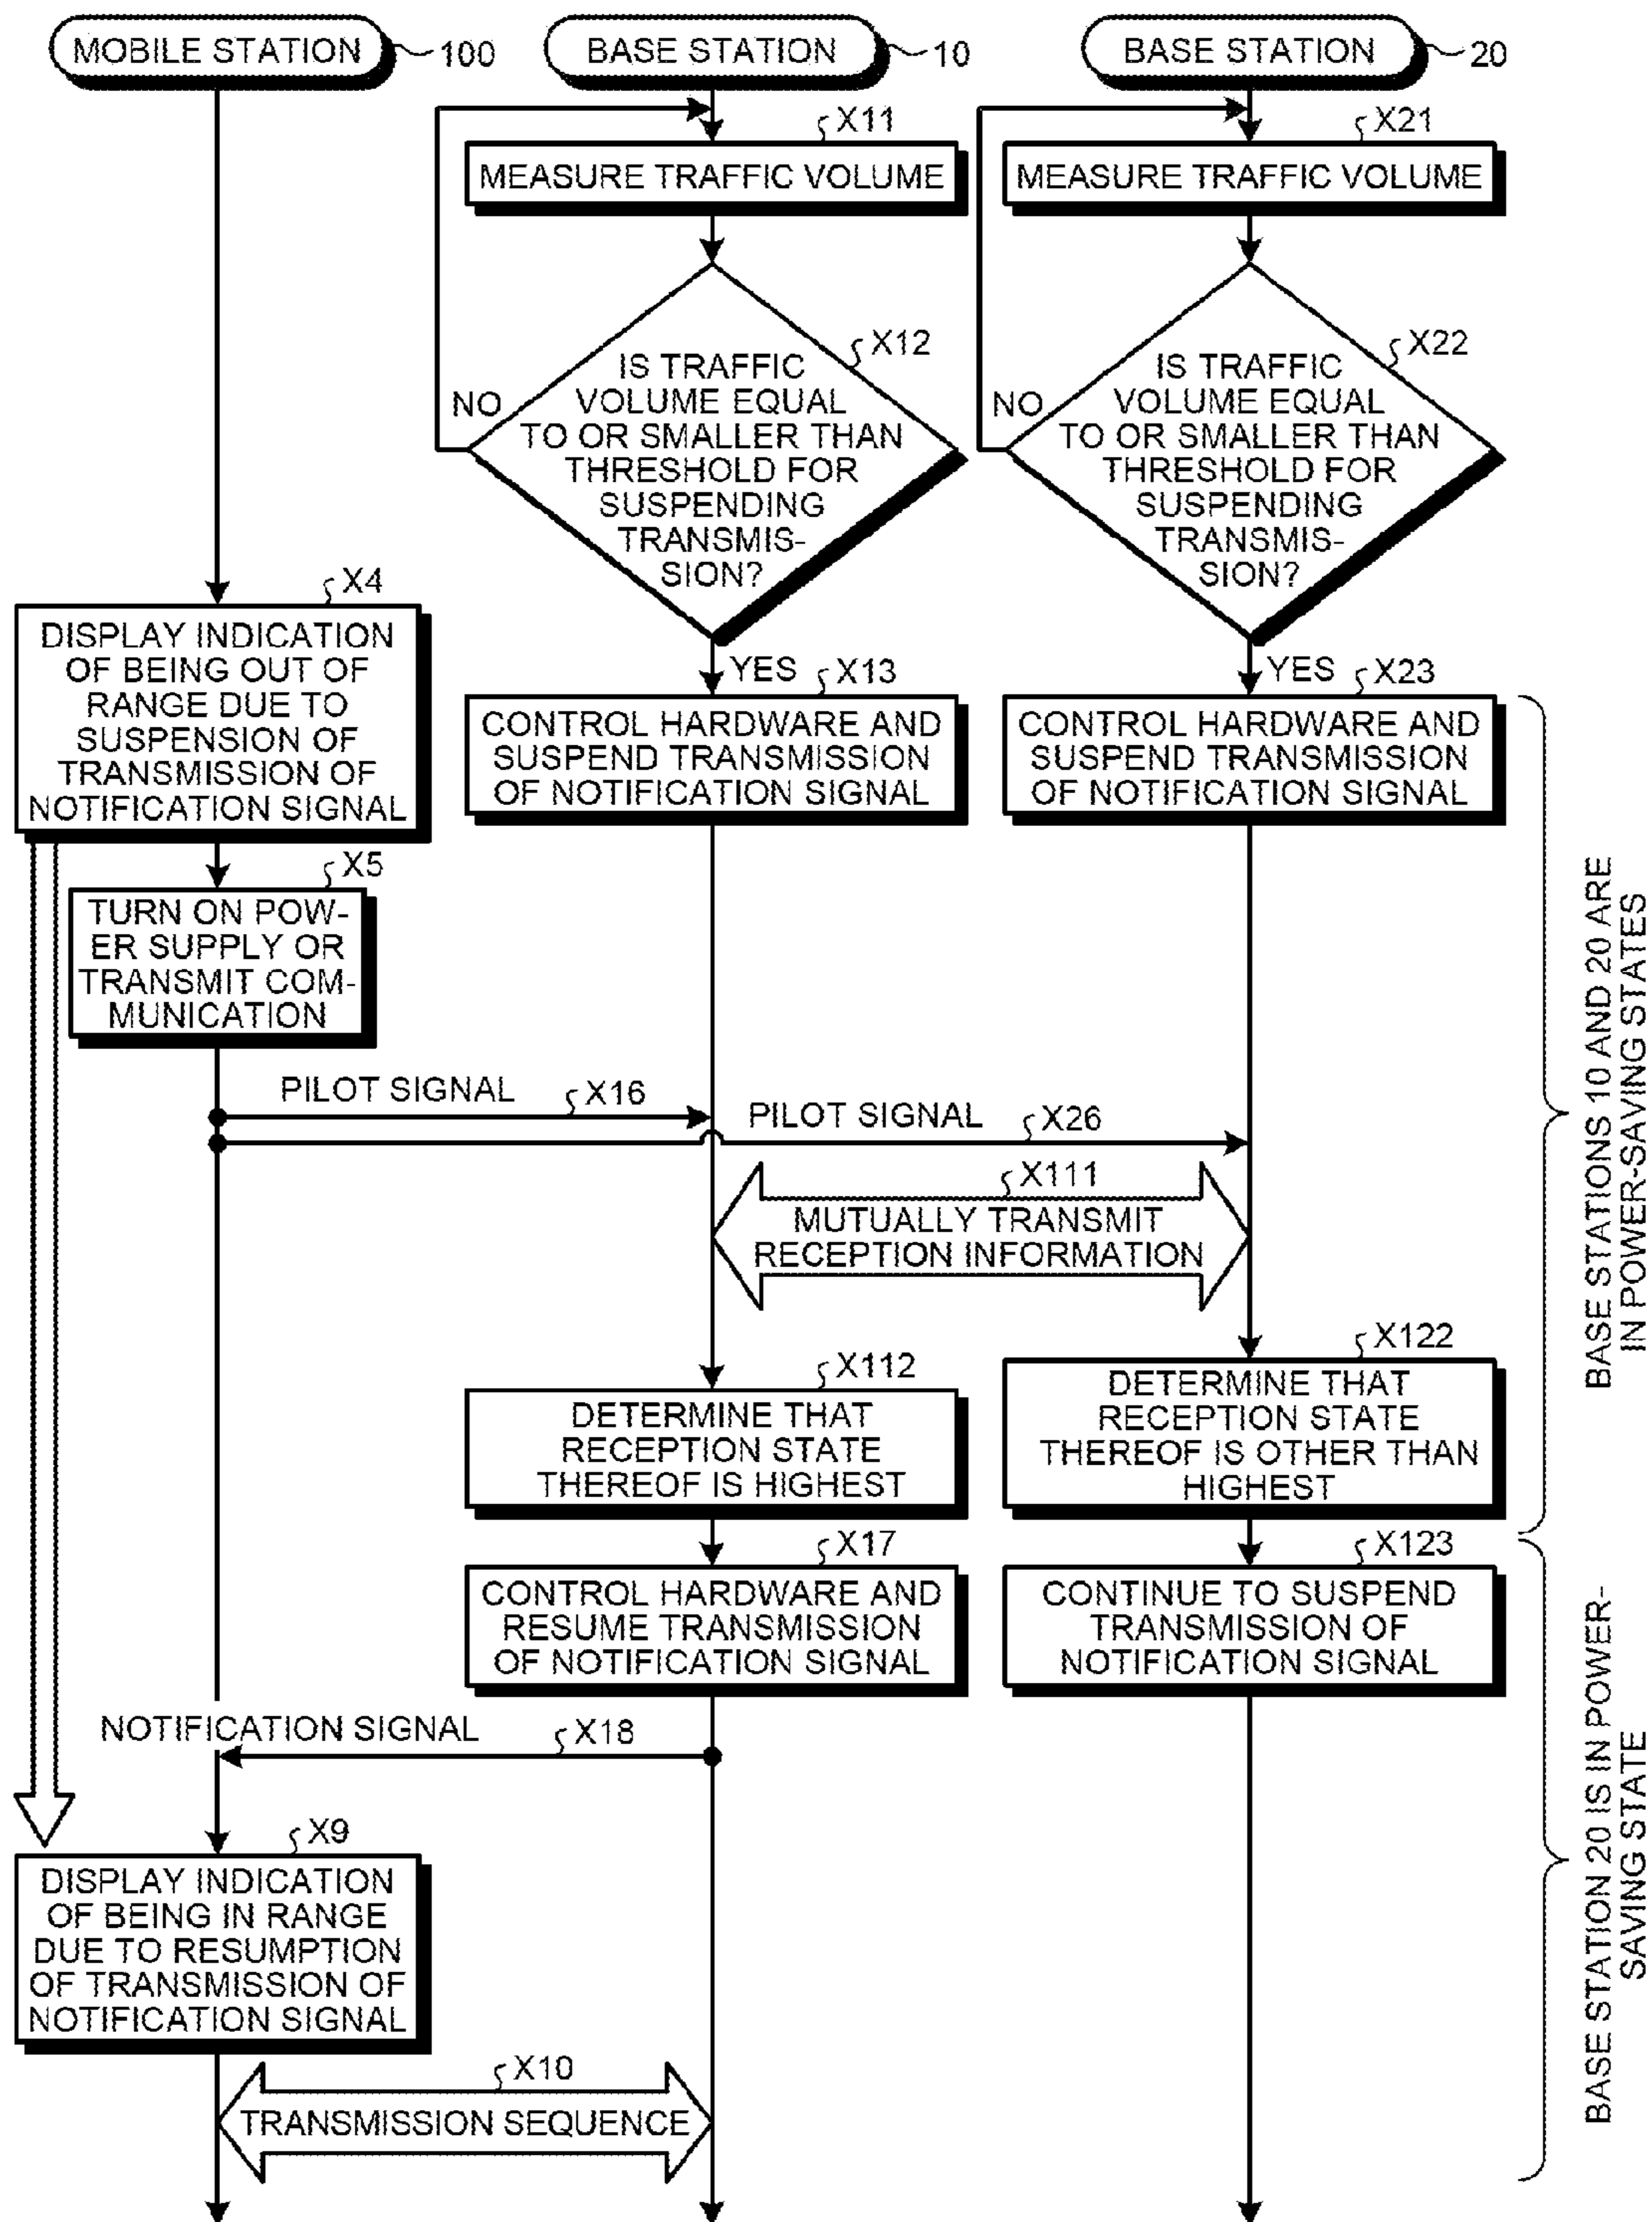 MOBILE STATION
100
BASE STATION
10
BASE STATION
20
X11
MEASURE TRAFFIC VOLUME
X21
MEASURE TRAFFIC VOLUME
X12
IS TRAFFIC
VOLUME EQUAL
TO OR SMALLER THAN
THRESHOLD FOR
SUSPENDING
TRANSMIS-
SION?
NO
X22
IS TRAFFIC
VOLUME EQUAL
TO OR SMALLER THAN
THRESHOLD FOR
SUSPENDING
TRANSMIS-
SION?
NO
X4
DISPLAY INDICATION
OF BEING OUT OF
RANGE DUE TO
SUSPENSION OF
TRANSMISSION OF
NOTIFICATION SIGNAL
YES
X13
CONTROL HARDWARE AND
SUSPEND TRANSMISSION
OF NOTIFICATION SIGNAL
YES
X23
CONTROL HARDWARE AND
SUSPEND TRANSMISSION
OF NOTIFICATION SIGNAL
X5
TURN ON POW-
ER SUPPLY OR
TRANSMIT COM-
MUNICATION
PILOT SIGNAL
X16
PILOT SIGNAL
X26
X111
MUTUALLY TRANSMIT
RECEPTION INFORMATION
X112
DETERMINE THAT
RECEPTION STATE
THEREOF IS HIGHEST
X122
DETERMINE THAT
RECEPTION STATE
THEREOF IS OTHER THAN
HIGHEST
BASE STATIONS 10 AND 20 ARE
IN POWER-SAVING STATES
X17
CONTROL HARDWARE AND
RESUME TRANSMISSION
OF NOTIFICATION SIGNAL
X123
CONTINUE TO SUSPEND
TRANSMISSION OF
NOTIFICATION SIGNAL
NOTIFICATION SIGNAL
X18
X9
DISPLAY INDICATION
OF BEING IN RANGE
DUE TO RESUMPTION
OF TRANSMISSION OF
NOTIFICATION SIGNAL
X10
TRANSMISSION SEQUENCE
BASE STATION 20 IS IN POWER-
SAVING STATE